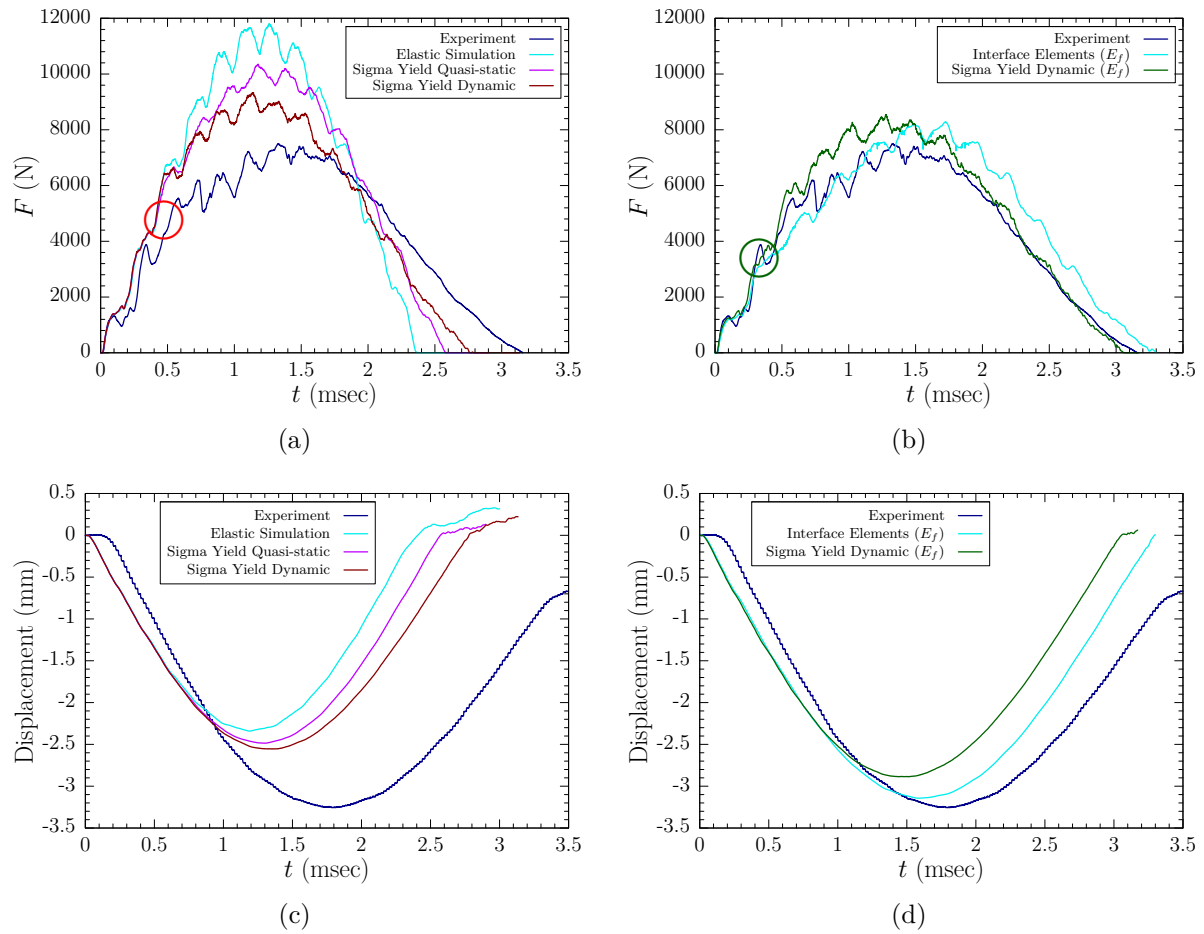 12000
10000
8000
6000
4000
2000
0
F (N)
0 0.5 1 1.5 2 2.5 3 3.5
t (msec)
Experiment
Elastic Simulation
Sigma Yield Quasi-static
Sigma Yield Dynamic
(a)
12000
10000
8000
6000
4000
2000
0
F (N)
0 0.5 1 1.5 2 2.5 3 3.5
t (msec)
Experiment
Interface Elements (E_f)
Sigma Yield Dynamic (E_f)
(b)
0.5
0
-0.5
-1
-1.5
-2
-2.5
-3
-3.5
Displacement (mm)
0 0.5 1 1.5 2 2.5 3 3.5
t (msec)
Experiment
Elastic Simulation
Sigma Yield Quasi-static
Sigma Yield Dynamic
(c)
0.5
0
-0.5
-1
-1.5
-2
-2.5
-3
-3.5
Displacement (mm)
0 0.5 1 1.5 2 2.5 3 3.5
t (msec)
Experiment
Interface Elements (E_f)
Sigma Yield Dynamic (E_f)
(d)